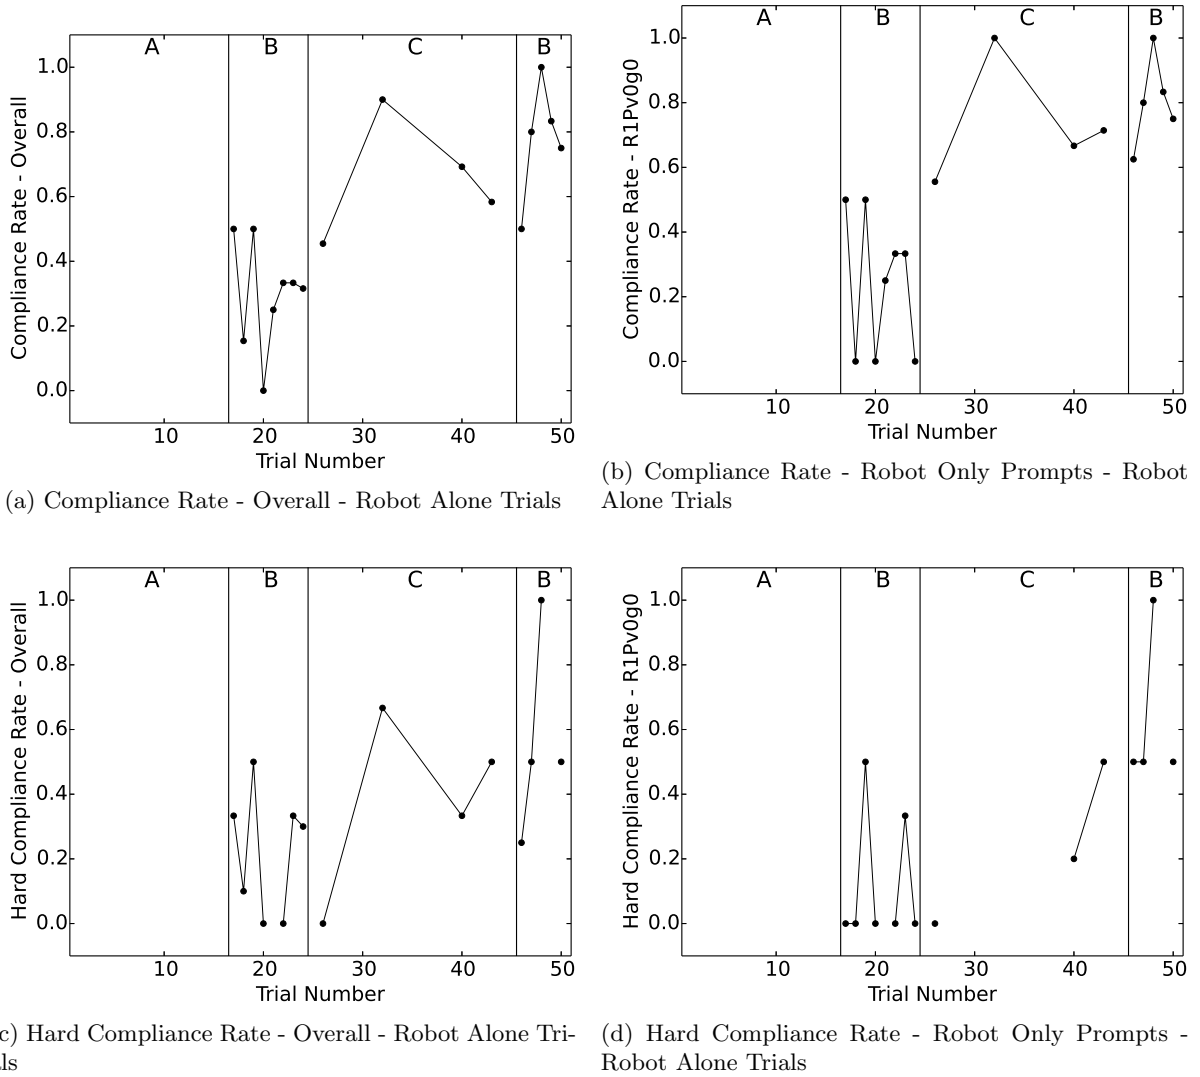 A B C B
1.0
0.8
0.6
0.4
0.2
0.0
Compliance Rate - Overall
10 20 30 40 50
Trial Number
(a) Compliance Rate - Overall - Robot Alone Trials
A B C B
1.0
0.8
0.6
0.4
0.2
0.0
Compliance Rate - R1Pv0g0
10 20 30 40 50
Trial Number
(b) Compliance Rate - Robot Only Prompts - Robot
Alone Trials
A B C B
1.0
0.8
0.6
0.4
0.2
0.0
Hard Compliance Rate - Overall
10 20 30 40 50
Trial Number
c) Hard Compliance Rate - Overall - Robot Alone Tri-
ls
A B C B
1.0
0.8
0.6
0.4
0.2
0.0
Hard Compliance Rate - R1Pv0g0
10 20 30 40 50
Trial Number
(d) Hard Compliance Rate - Robot Only Prompts -
Robot Alone Trials